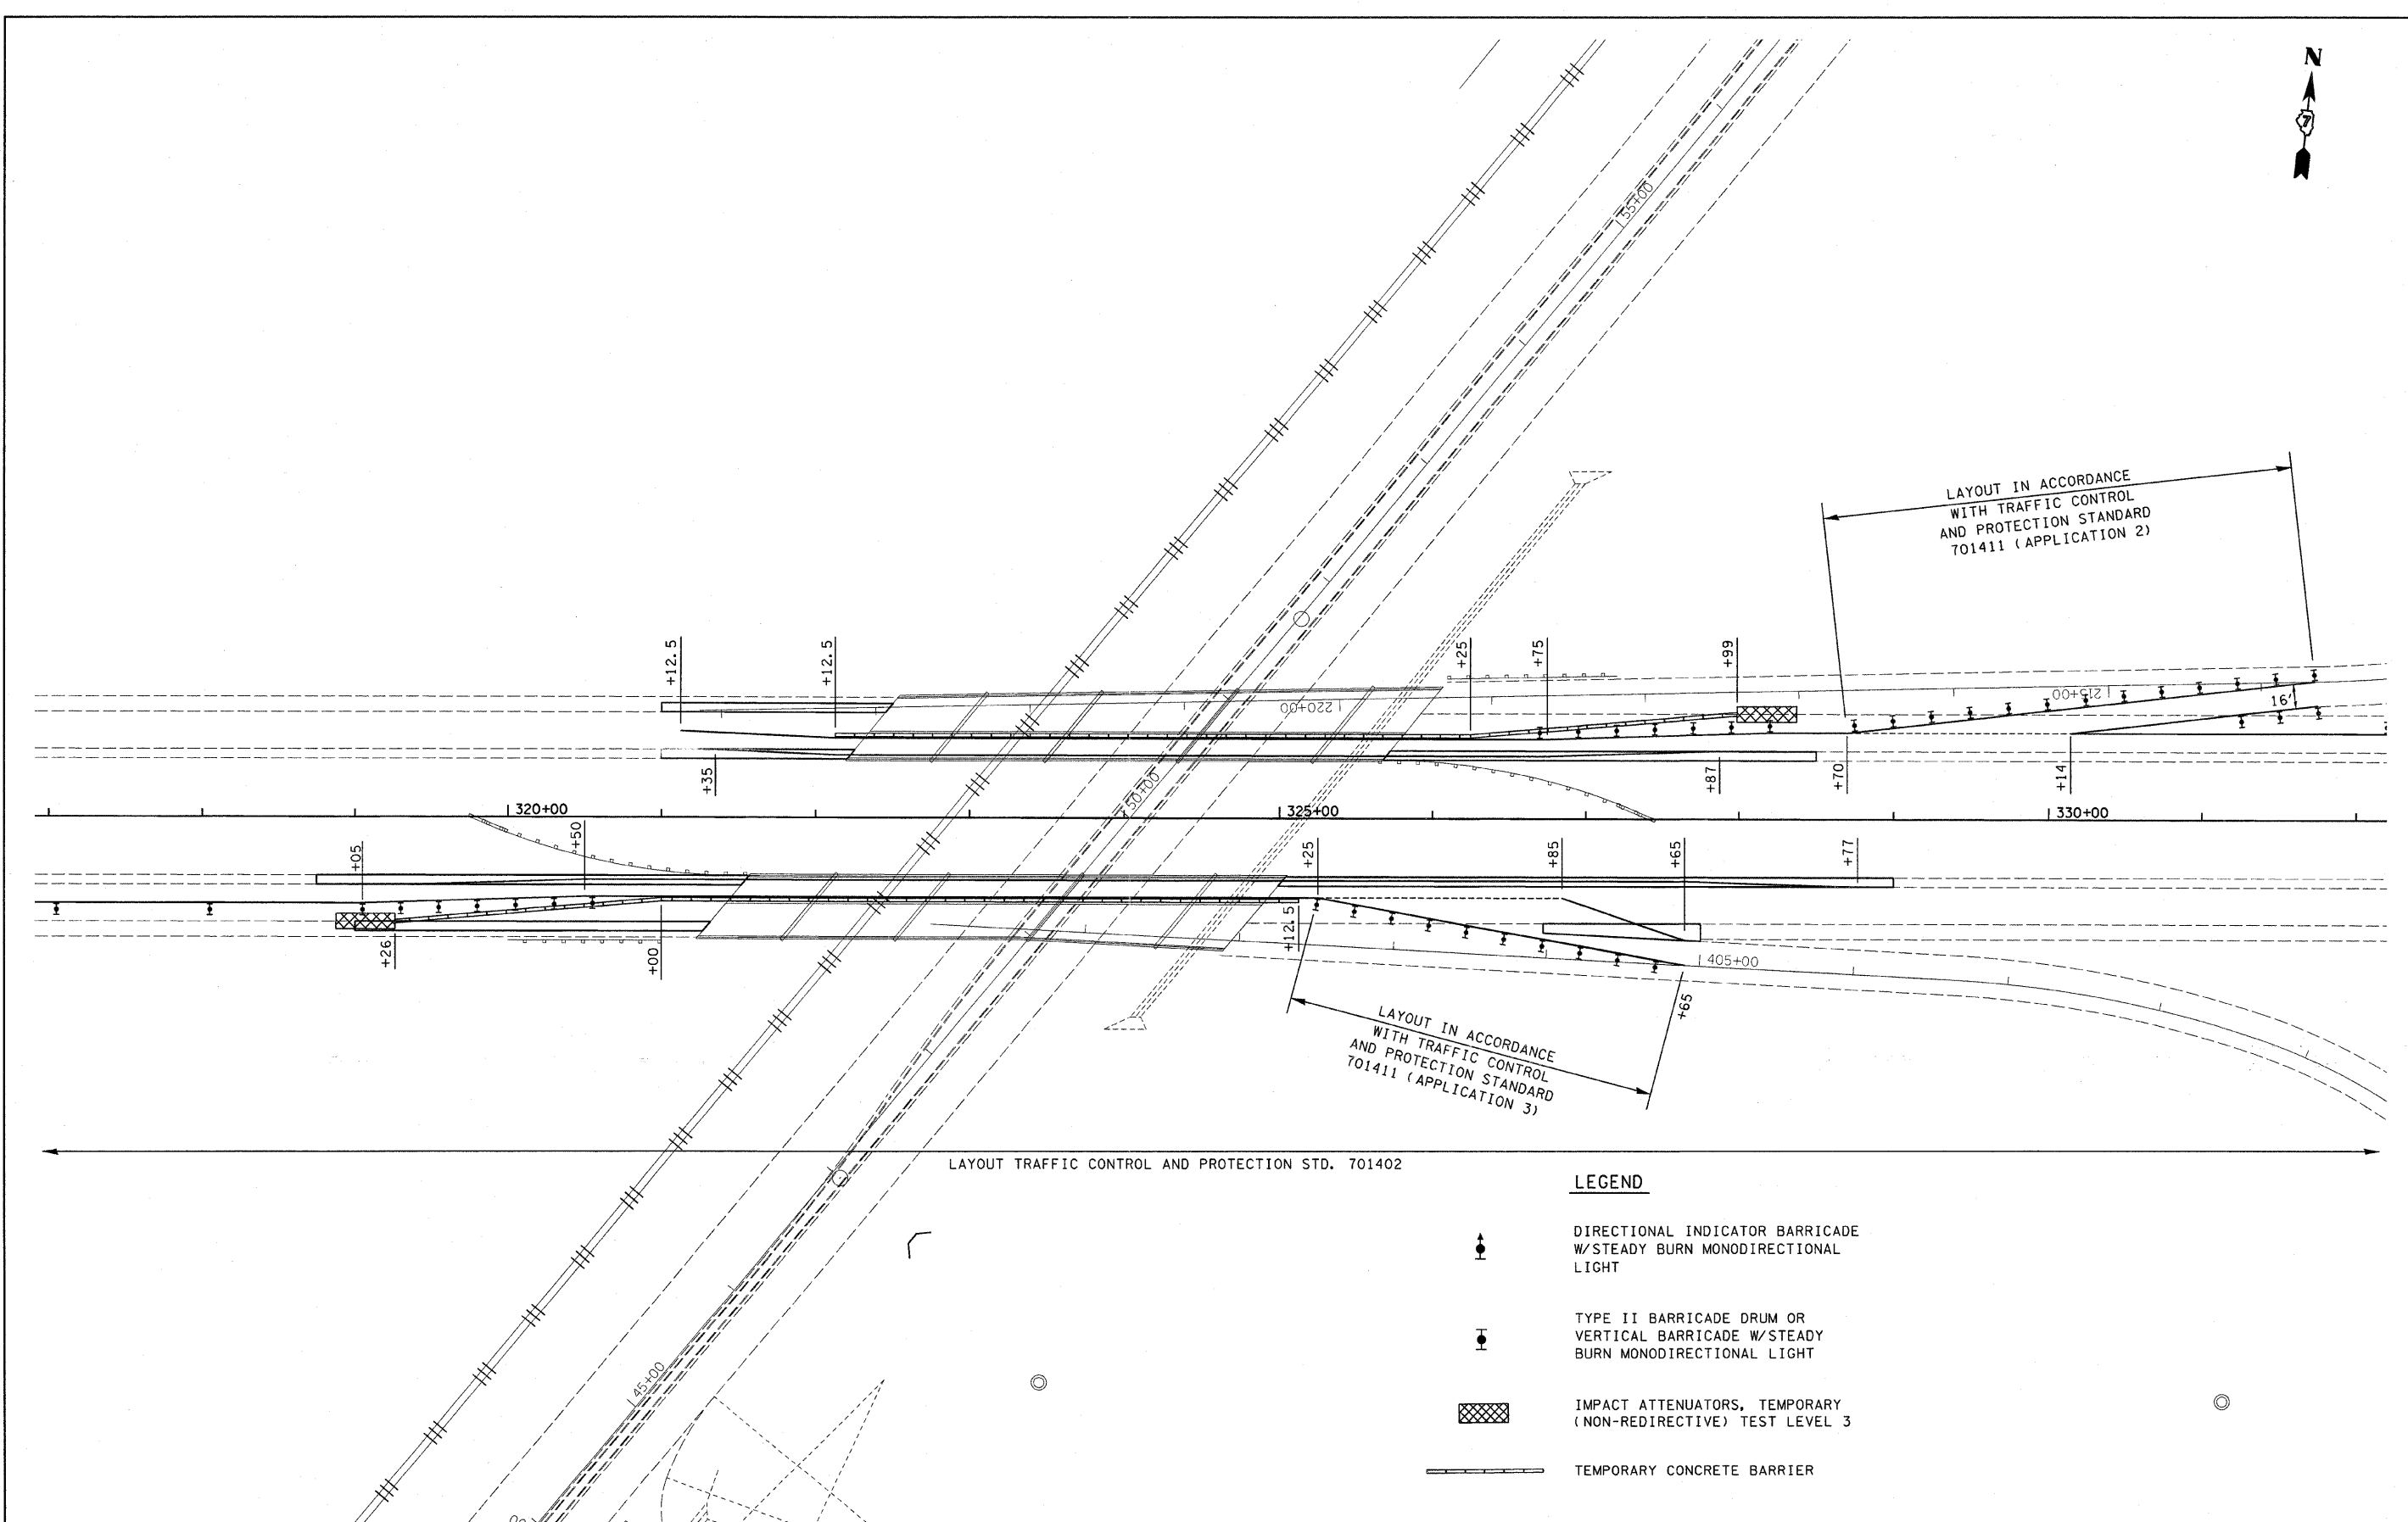 N
7
55+00
LAYOUT IN ACCORDANCE
WITH TRAFFIC CONTROL
AND PROTECTION STANDARD
701411 (APPLICATION 2)
+12.5
+12.5
+25
+75
+99
220+00
215+00
16'
+35
+87
+70
+14
50+00
320+00
325+00
330+00
+05
+50
+25
+85
+65
+77
+26
+00
+12.5
405+00
+65
LAYOUT IN ACCORDANCE
WITH TRAFFIC CONTROL
AND PROTECTION STANDARD
701411 (APPLICATION 3)
LAYOUT TRAFFIC CONTROL AND PROTECTION STD. 701402
LEGEND
DIRECTIONAL INDICATOR BARRICADE
W/STEADY BURN MONODIRECTIONAL
LIGHT
TYPE II BARRICADE DRUM OR
VERTICAL BARRICADE W/STEADY
BURN MONODIRECTIONAL LIGHT
45+00
IMPACT ATTENUATORS, TEMPORARY
(NON-REDIRECTIVE) TEST LEVEL 3
TEMPORARY CONCRETE BARRIER